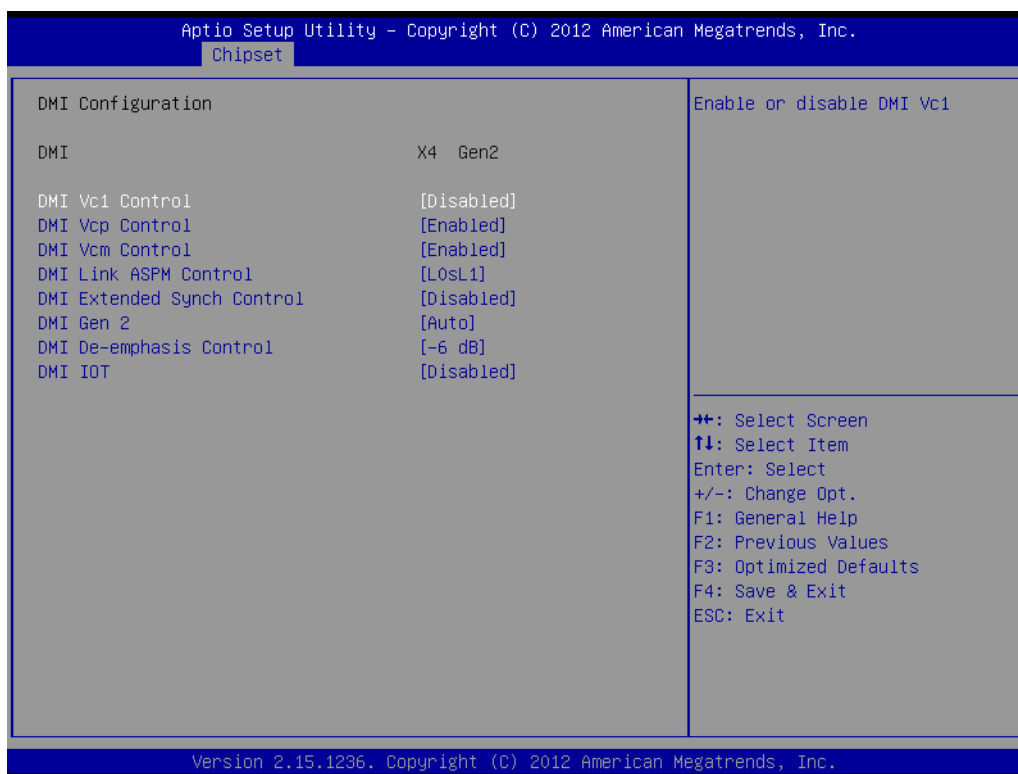 Aptio Setup Utility – Copyright (C) 2012 American Megatrends, Inc.
Chipset
DMI Configuration
DMI X4 Gen2
DMI Vc1 Control [Disabled]
DMI Vcp Control [Enabled]
DMI Vcm Control [Enabled]
DMI Link ASPM Control [L0sL1]
DMI Extended Synch Control [Disabled]
DMI Gen 2 [Auto]
DMI De-emphasis Control [-6 dB]
DMI IOT [Disabled]
Enable or disable DMI Vc1
→←: Select Screen
↑↓: Select Item
Enter: Select
+/-: Change Opt.
F1: General Help
F2: Previous Values
F3: Optimized Defaults
F4: Save & Exit
ESC: Exit
Version 2.15.1236. Copyright (C) 2012 American Megatrends, Inc.